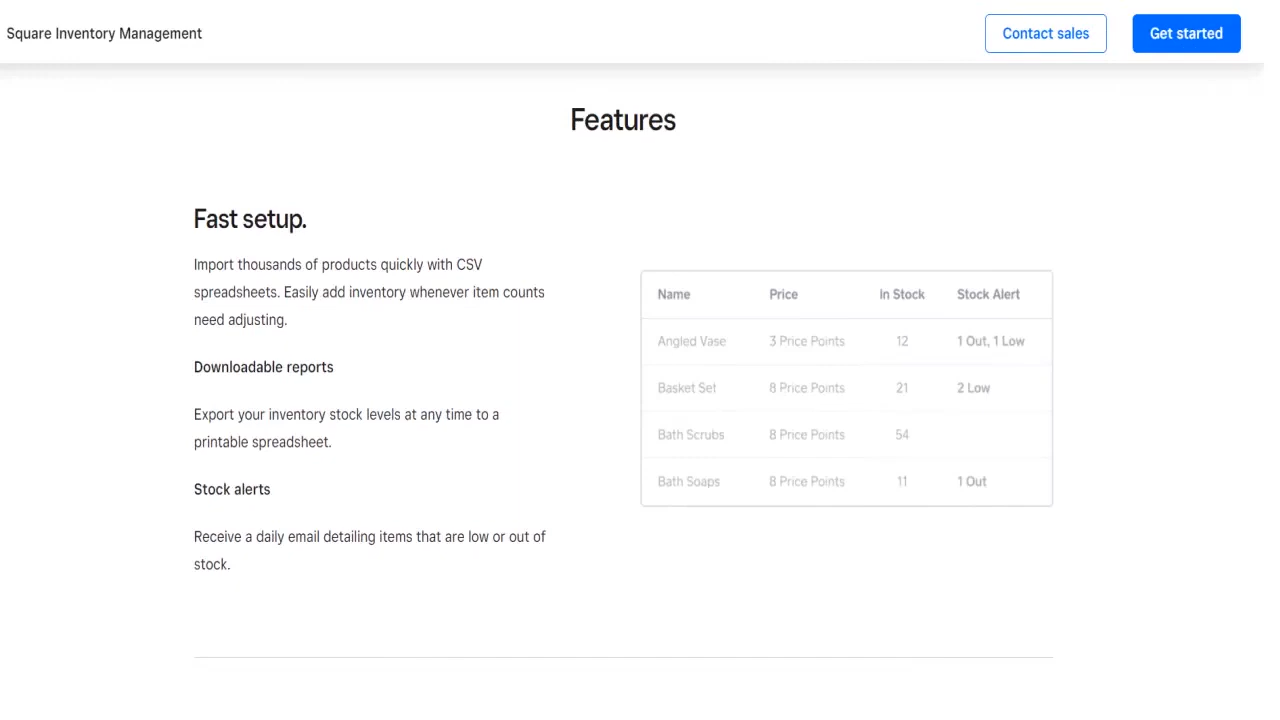 Square Inventory Management
Contact sales
Get started
Features
Fast setup.
Import thousands of products quickly with CSV
spreadsheets. Easily add inventory whenever item counts
need adjusting.
Downloadable reports
Export your inventory stock levels at any time to a
printable spreadsheet.
Stock alerts
Receive a daily email detailing items that are low or out of
stock.
Name Price In Stock Stock Alert
Angled Vase 3 Price Points 12 1 Out, 1 Low
Basket Set 8 Price Points 21 2 Low
Bath Scrubs 8 Price Points 54
Bath Soaps 8 Price Points 11 1 Out